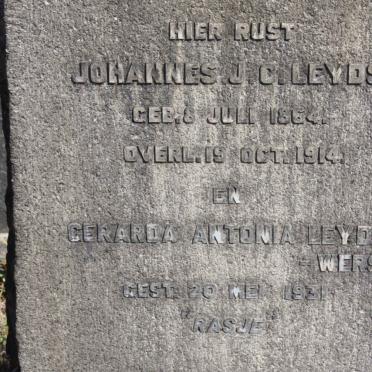 HIER RUST
JOHANNES J. C. LEYDS
GEB. 8 JULI 1864.
OVERL. 19 OCT. 1914.
EN
GERARDA ANTONIA LEYD
- WERS
GEST. 20 MEI 1931
"RASJE"